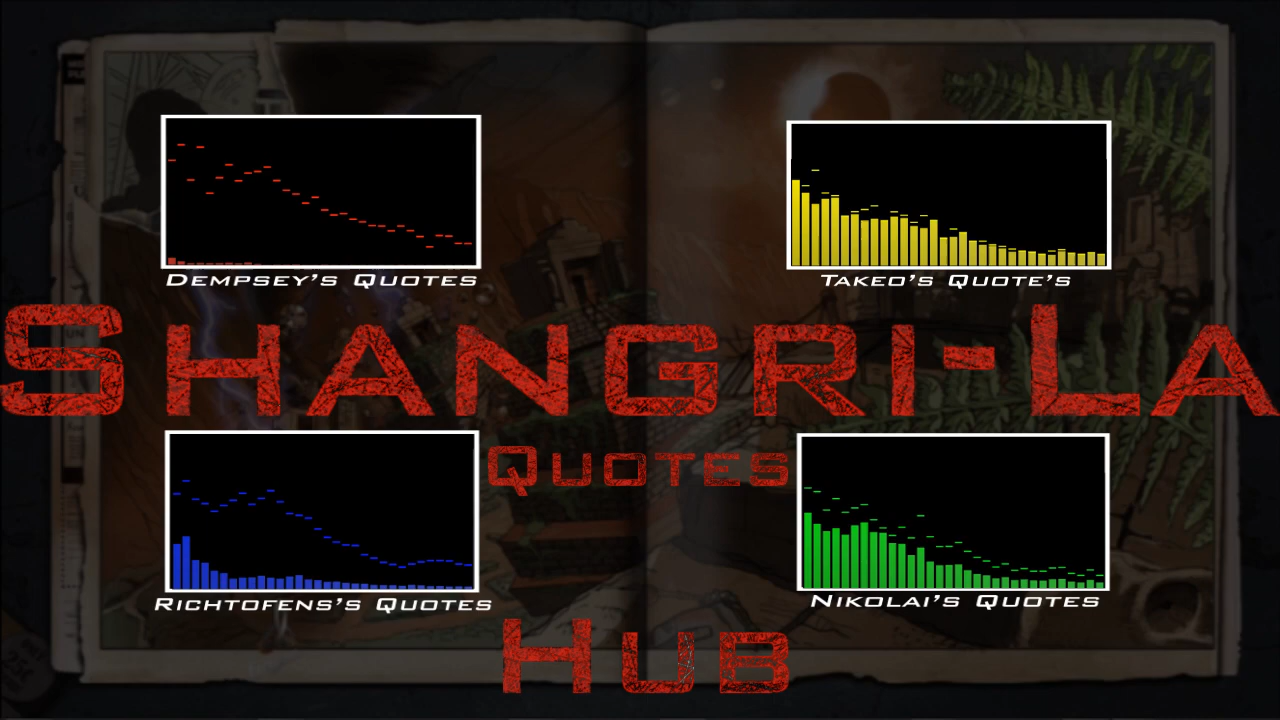 Dempsey's Quotes
Takeo's Quote's
Shangri-La
Quotes
Richtofens's Quotes
Nikolai's Quotes
Hub